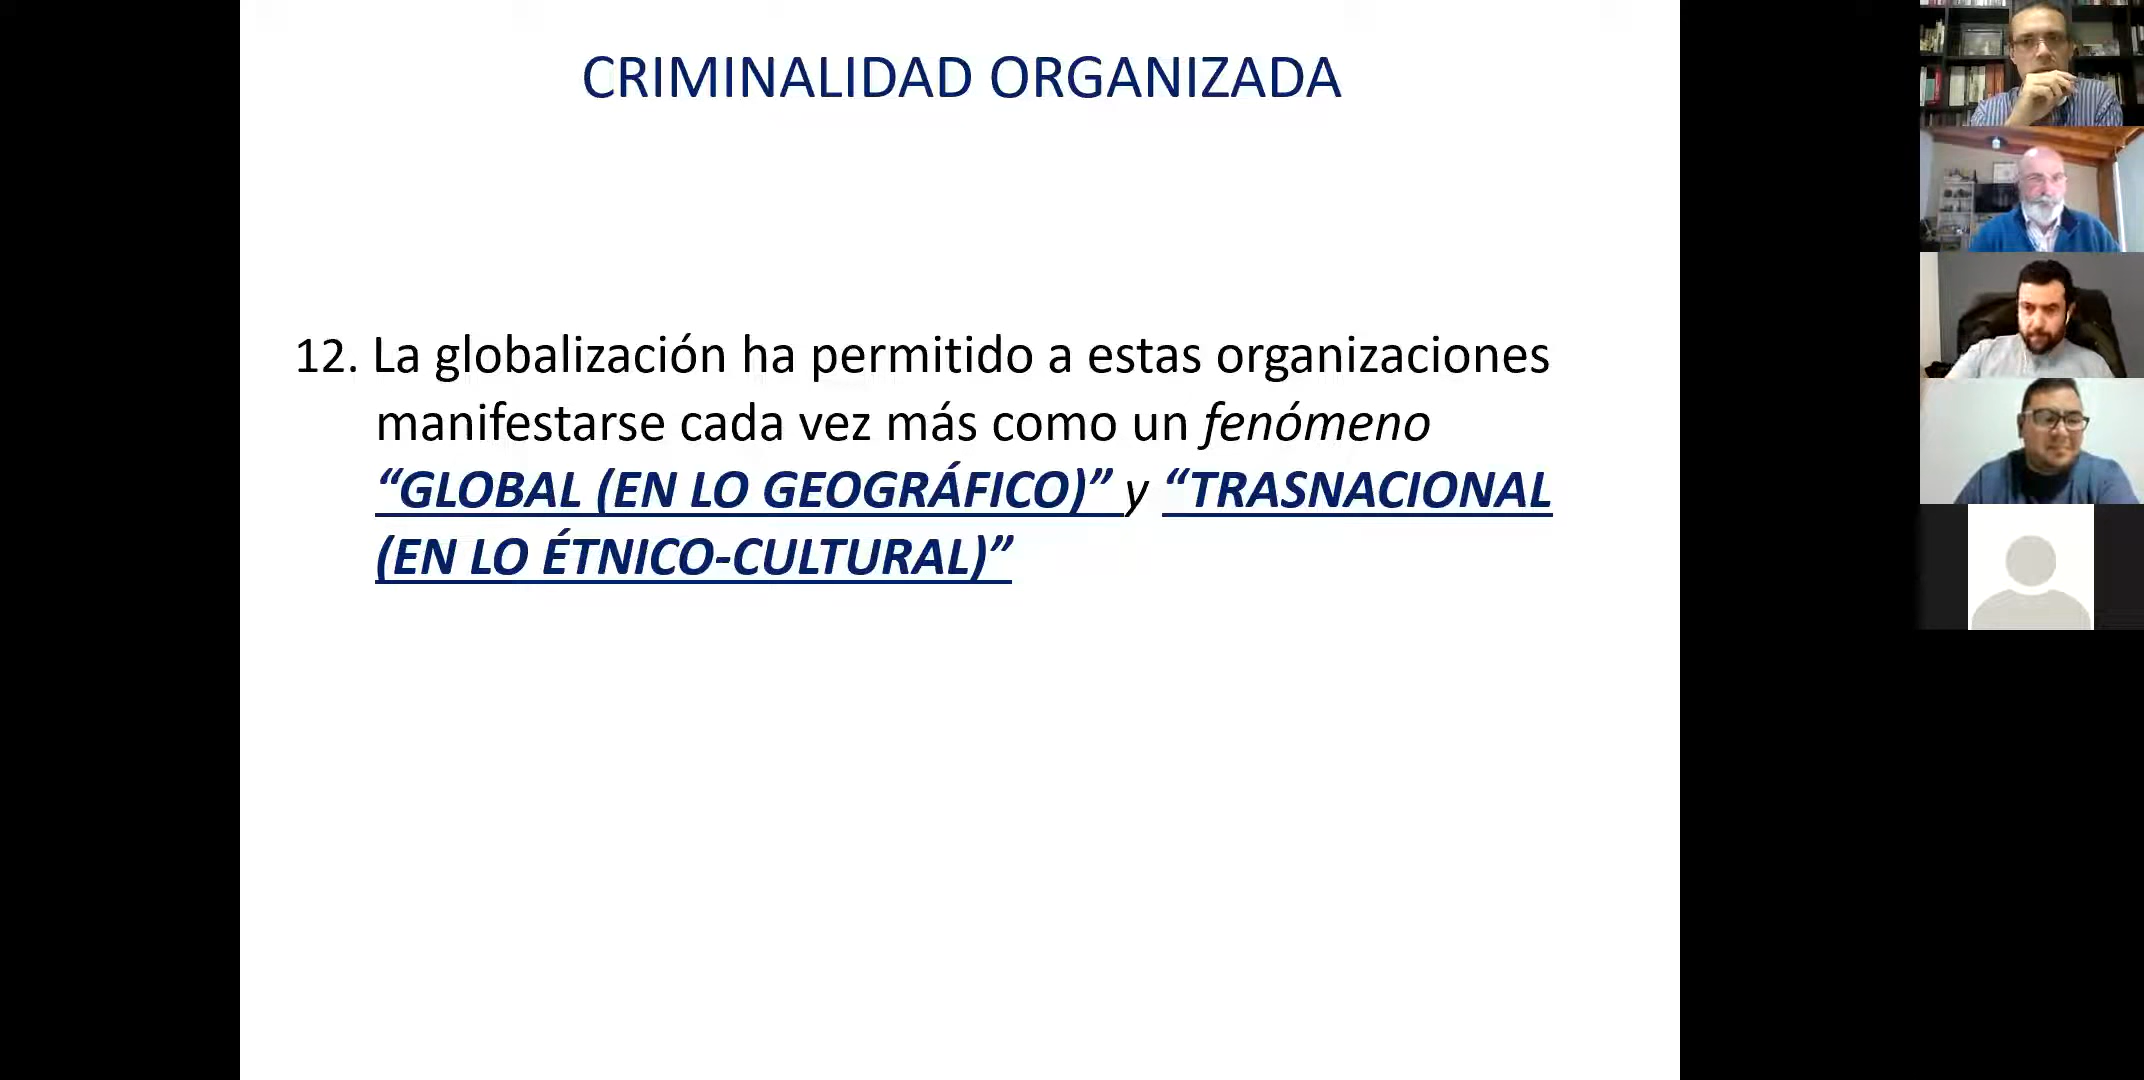 CRIMINALIDAD ORGANIZADA
12. La globalización ha permitido a estas organizaciones
manifestarse cada vez más como un fenómeno
“GLOBAL (EN LO GEOGRÁFICO)” y “TRASNACIONAL
(EN LO ÉTNICO-CULTURAL)”